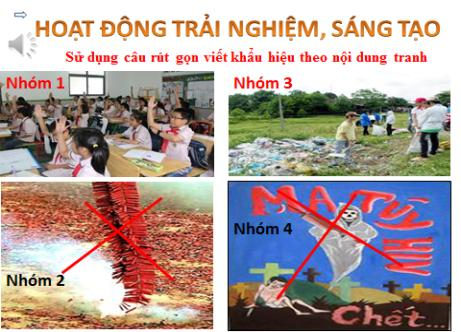 HOẠT ĐỘNG TRẢI NGHIỆM, SÁNG TẠO
Sử dụng câu rút gọn viết khẩu hiệu theo nội dung tranh
Nhóm 1
Nhóm 3
Nhóm 2
Nhóm 4
MA TÚY
HIV
Chết...